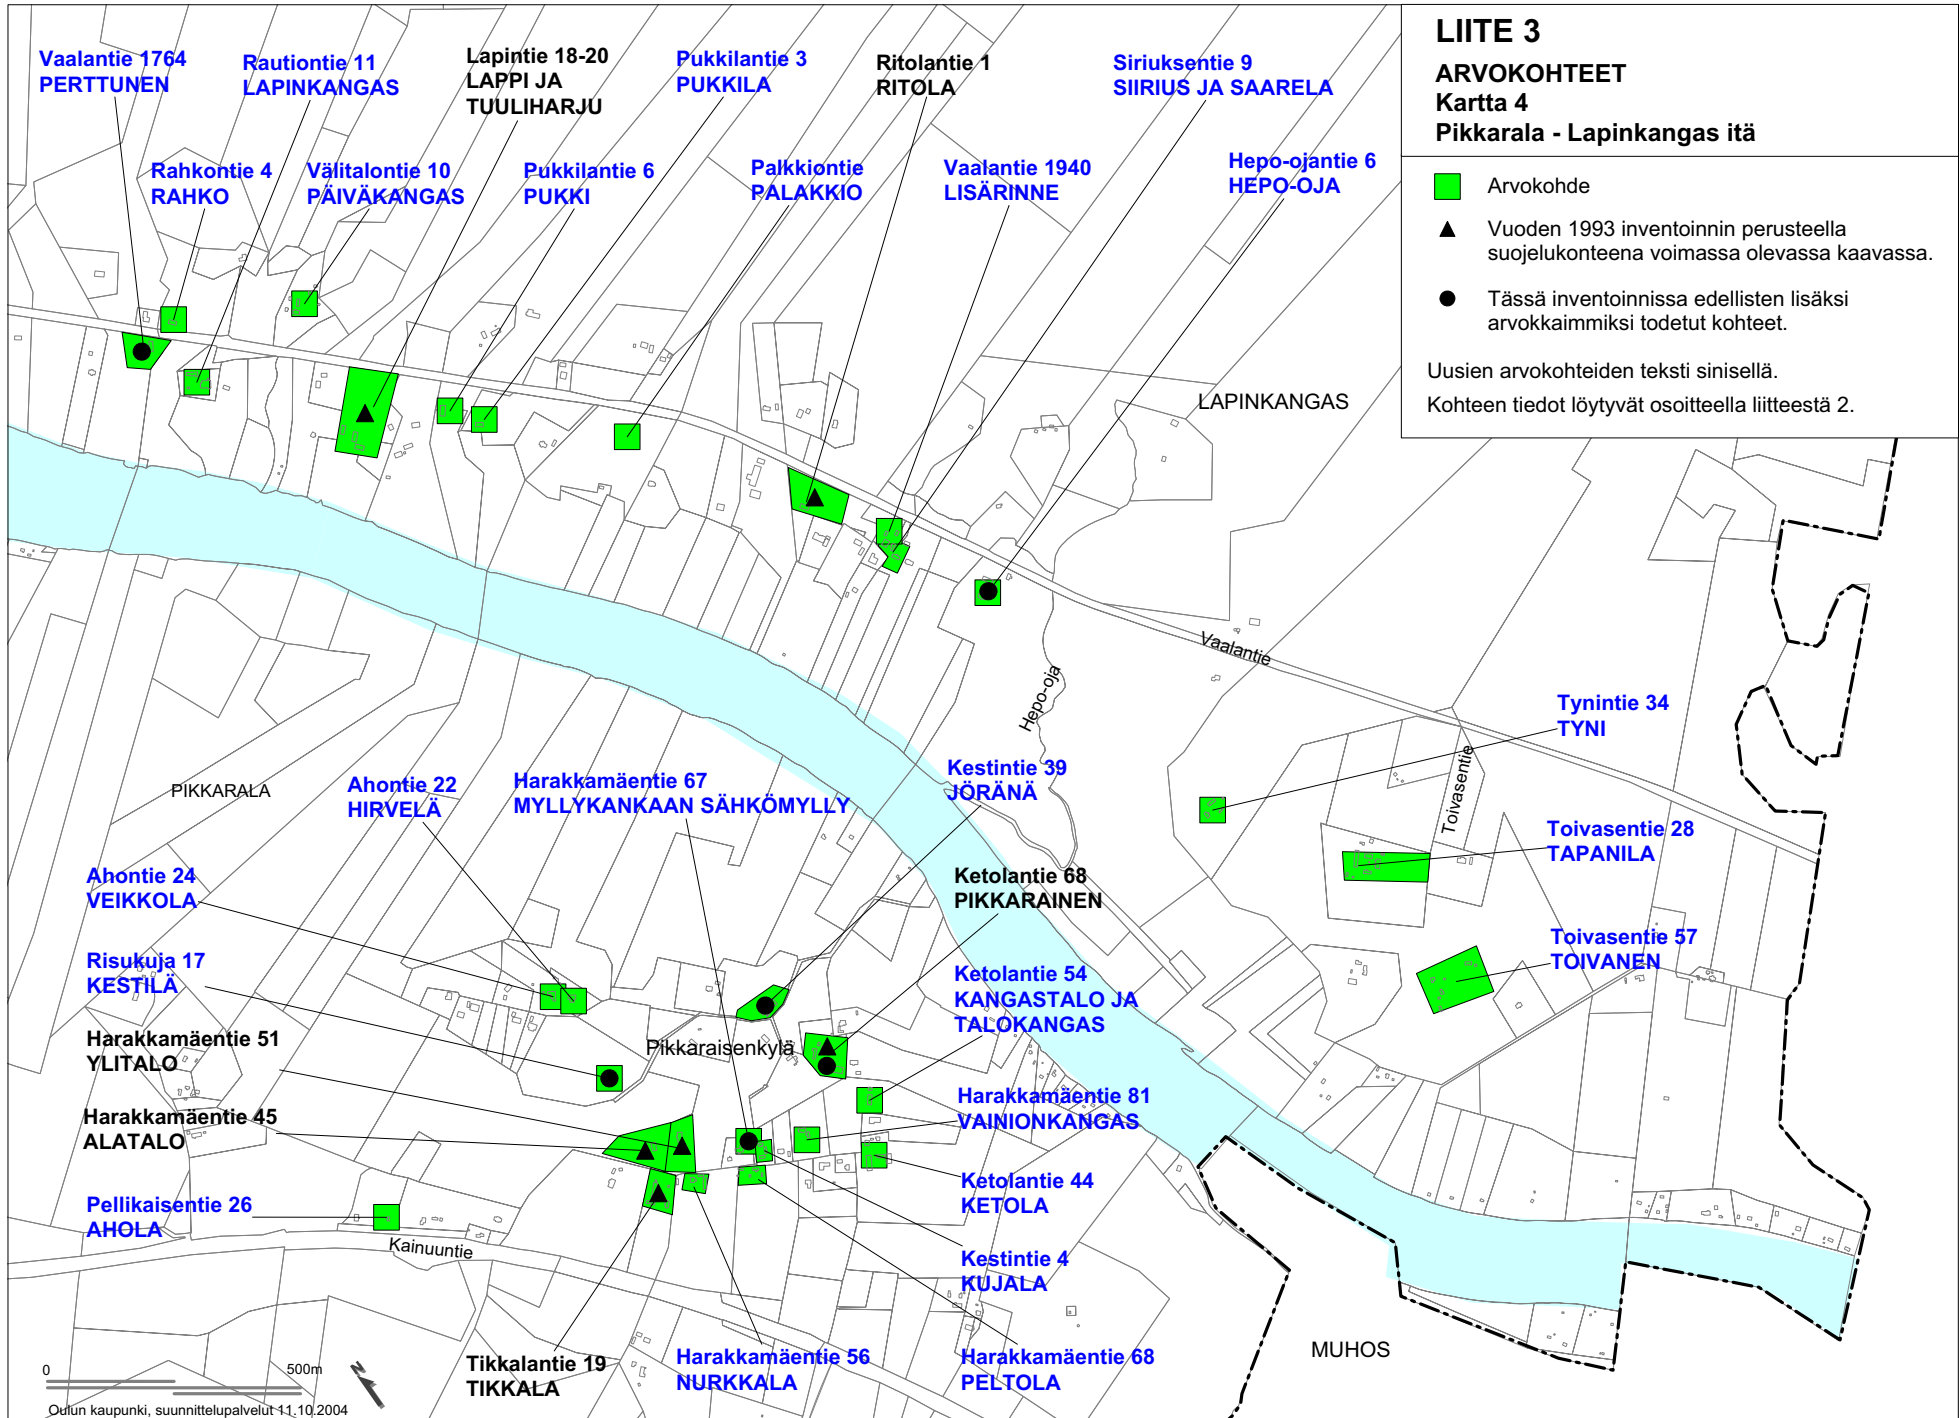 LIITE 3
ARVOKOHTEET
Kartta 4
Pikkarala - Lapinkangas itä
Arvokohde
Vuoden 1993 inventoinnin perusteella
suojelukonteena voimassa olevassa kaavassa.
Tässä inventoinnissa edellisten lisäksi
arvokkaimmiksi todetut kohteet.
Uusien arvokohteiden teksti sinisellä.
Kohteen tiedot löytyvät osoitteella liitteestä 2.
Vaalantie 1764
PERTTUNEN
Rautiontie 11
LAPINKANGAS
Lapintie 18-20
LAPPI JA
TUULIHARJU
Pukkilantie 3
PUKKILA
Ritolantie 1
RITOLA
Siriuksentie 9
SIIRIUS JA SAARELA
Rahkontie 4
RAHKO
Välitalontie 10
PÄIVÄKANGAS
Pukkilantie 6
PUKKI
Palkkiontie
PALAKKIO
Vaalantie 1940
LISÄRINNE
Hepo-ojantie 6
HEPO-OJA
LAPINKANGAS
Vaalantie
Hepo-oja
Toivasentie
Tynintie 34
TYNI
Toivasentie 28
TAPANILA
Toivasentie 57
TOIVANEN
PIKKARALA
Ahontie 22
HIRVELÄ
Harakkamäentie 67
MYLLYKANKAAN SÄHKÖMYLLY
Kestintie 39
JÖRÄNÄ
Ahontie 24
VEIKKOLA
Ketolantie 68
PIKKARAINEN
Risukuja 17
KESTILÄ
Ketolantie 54
KANGASTALO JA
TALOKANGAS
Harakkamäentie 51
YLITALO
Pikkaraisenkylä
Harakkamäentie 45
ALATALO
Harakkamäentie 81
VAINIONKANGAS
Pellikaisentie 26
AHOLA
Ketolantie 44
KETOLA
Kainuuntie
Kestintie 4
KUJALA
Tikkalantie 19
TIKKALA
Harakkamäentie 56
NURKKALA
Harakkamäentie 68
PELTOLA
MUHOS
0 500m
N
Oulun kaupunki, suunnittelupalvelut 11.10.2004